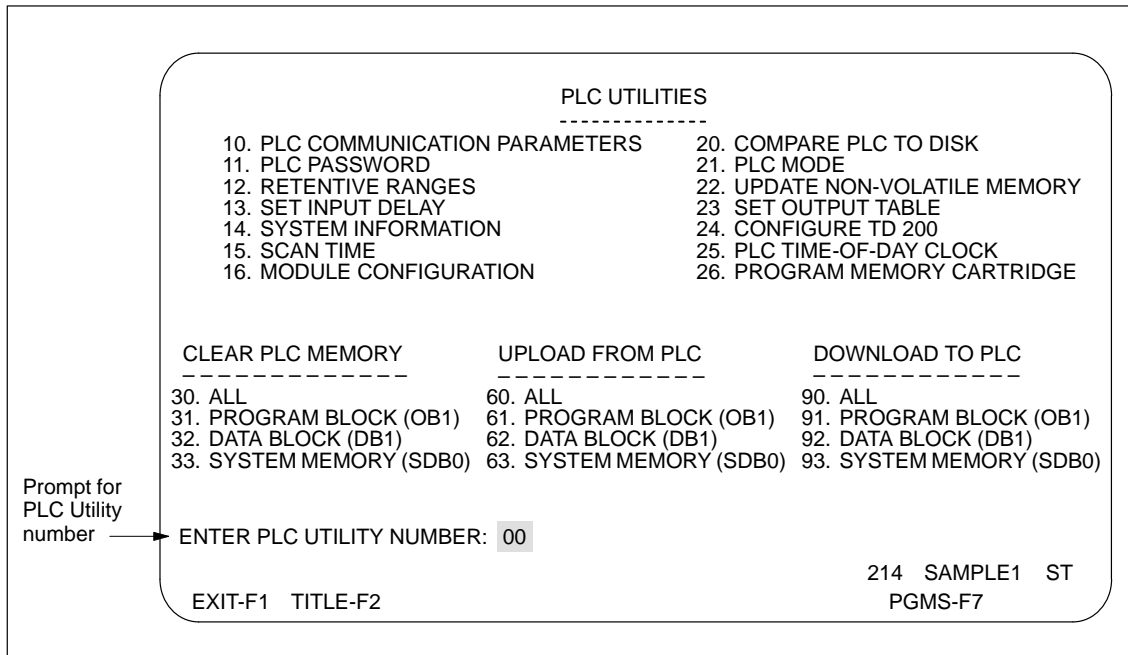 PLC UTILITIES
10. PLC COMMUNICATION PARAMETERS
11. PLC PASSWORD
12. RETENTIVE RANGES
13. SET INPUT DELAY
14. SYSTEM INFORMATION
15. SCAN TIME
16. MODULE CONFIGURATION
20. COMPARE PLC TO DISK
21. PLC MODE
22. UPDATE NON-VOLATILE MEMORY
23 SET OUTPUT TABLE
24. CONFIGURE TD 200
25. PLC TIME-OF-DAY CLOCK
26. PROGRAM MEMORY CARTRIDGE
CLEAR PLC MEMORY
30. ALL
31. PROGRAM BLOCK (OB1)
32. DATA BLOCK (DB1)
33. SYSTEM MEMORY (SDB0)
UPLOAD FROM PLC
60. ALL
61. PROGRAM BLOCK (OB1)
62. DATA BLOCK (DB1)
63. SYSTEM MEMORY (SDB0)
DOWNLOAD TO PLC
90. ALL
91. PROGRAM BLOCK (OB1)
92. DATA BLOCK (DB1)
93. SYSTEM MEMORY (SDB0)
Prompt for
PLC Utility
number
ENTER PLC UTILITY NUMBER: 00
214 SAMPLE1 ST
EXIT-F1 TITLE-F2 PGMS-F7